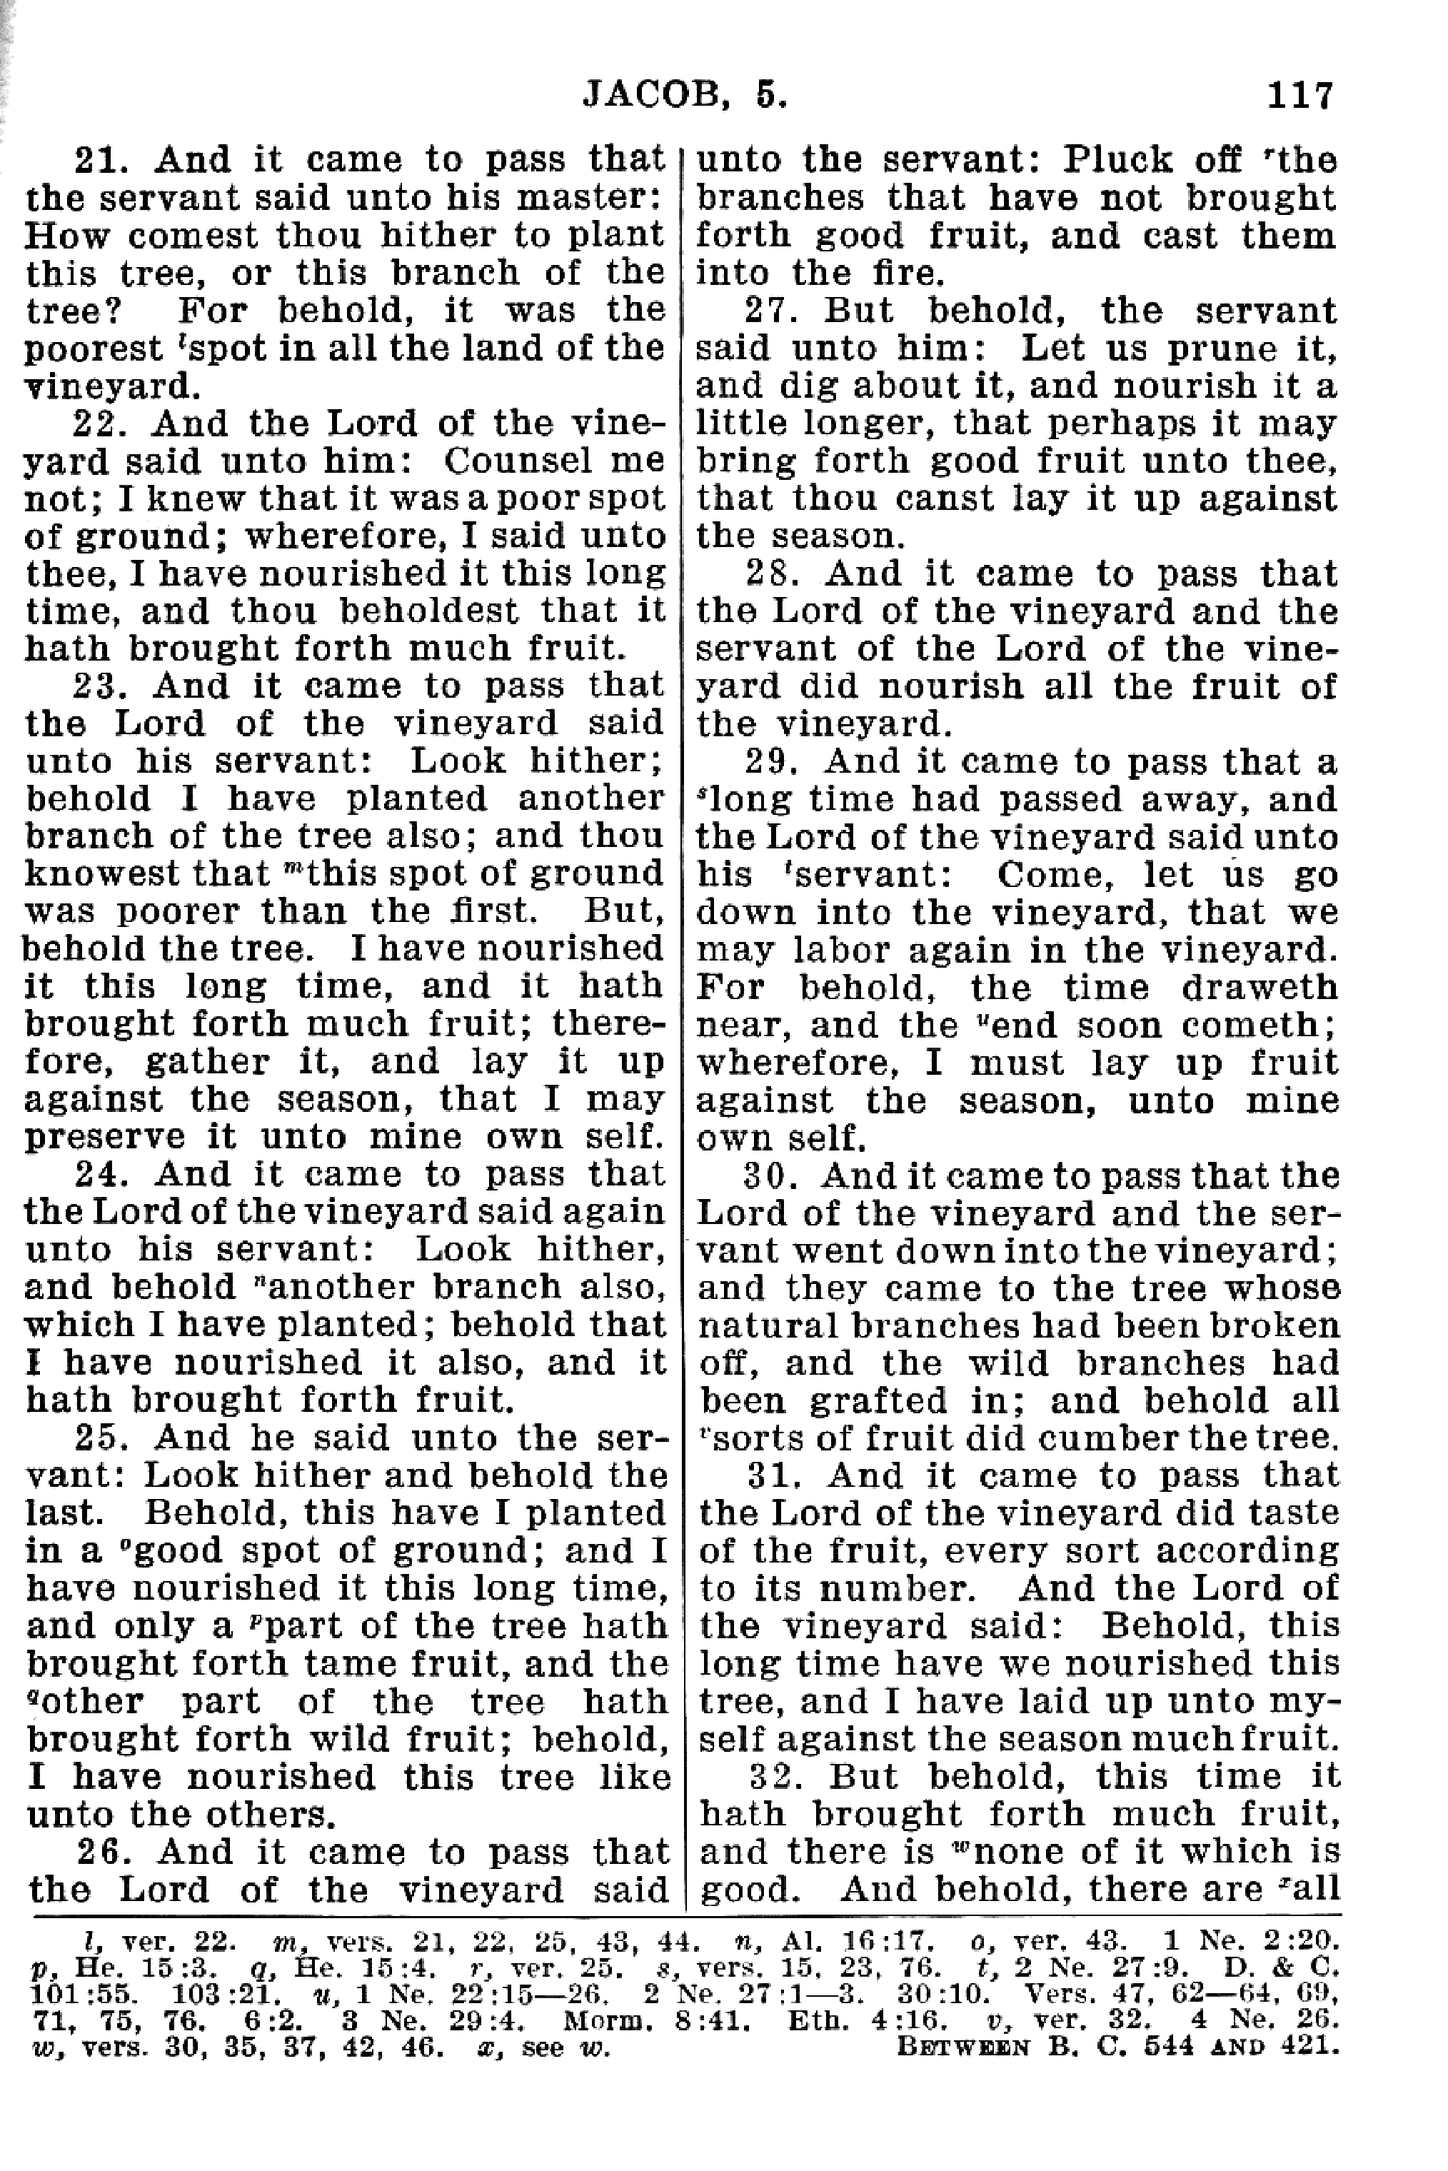 JACOB, 5.
117
21. And it came to pass that
the servant said unto his master:
How comest thou hither to plant
this tree, or this branch of the
tree? For behold, it was the
poorest lspot in all the land of the
vineyard.
22. And the Lord of the vine-
yard said unto him: Counsel me
not; I knew that it was a poor spot
of ground; wherefore, I said unto
thee, I have nourished it this long
time, and thou beholdest that it
hath brought forth much fruit.
23. And it came to pass that
the Lord of the vineyard said
unto his servant: Look hither;
behold I have planted another
branch of the tree also; and thou
knowest that mthis spot of ground
was poorer than the first. But,
behold the tree. I have nourished
it this long time, and it hath
brought forth much fruit; there-
fore, gather it, and lay it up
against the season, that I may
preserve it unto mine own self.
24. And it came to pass that
the Lord of the vineyard said again
unto his servant: Look hither,
and behold nanother branch also,
which I have planted; behold that
I have nourished it also, and it
hath brought forth fruit.
25. And he said unto the ser-
vant: Look hither and behold the
last. Behold, this have I planted
in a ogood spot of ground; and I
have nourished it this long time,
and only a ppart of the tree hath
brought forth tame fruit, and the
qother part of the tree hath
brought forth wild fruit; behold,
I have nourished this tree like
unto the others.
26. And it came to pass that
the Lord of the vineyard said
unto the servant: Pluck off rthe
branches that have not brought
forth good fruit, and cast them
into the fire.
27. But behold, the servant
said unto him: Let us prune it,
and dig about it, and nourish it a
little longer, that perhaps it may
bring forth good fruit unto thee,
that thou canst lay it up against
the season.
28. And it came to pass that
the Lord of the vineyard and the
servant of the Lord of the vine-
yard did nourish all the fruit of
the vineyard.
29. And it came to pass that a
slong time had passed away, and
the Lord of the vineyard said unto
his tservant: Come, let us go
down into the vineyard, that we
may labor again in the vineyard.
For behold, the time draweth
near, and the uend soon cometh;
wherefore, I must lay up fruit
against the season, unto mine
own self.
30. And it came to pass that the
Lord of the vineyard and the ser-
vant went down into the vineyard;
and they came to the tree whose
natural branches had been broken
off, and the wild branches had
been grafted in; and behold all
vsorts of fruit did cumber the tree.
31. And it came to pass that
the Lord of the vineyard did taste
of the fruit, every sort according
to its number. And the Lord of
the vineyard said: Behold, this
long time have we nourished this
tree, and I have laid up unto my-
self against the season much fruit.
32. But behold, this time it
hath brought forth much fruit,
and there is wnone of it which is
good. And behold, there are xall
l, ver. 22. m, vers. 21, 22, 25, 43, 44. n, Al. 16:17. o, ver. 43. 1 Ne. 2:20.
p, He. 15:3. q, He. 15:4. r, ver. 25. s, vers. 15, 23, 76. t, 2 Ne. 27:9. D. & C.
101:55. 103:21. u, 1 Ne. 22:15—26. 2 Ne. 27:1—3. 30:10. Vers. 47, 62—64, 69,
71, 75, 76. 6:2. 3 Ne. 29:4. Morm. 8:41. Eth. 4:16. v, ver. 32. 4 Ne. 26.
w, vers. 30, 35, 37, 42, 46. x, see w. BETWEEN B. C. 544 AND 421.